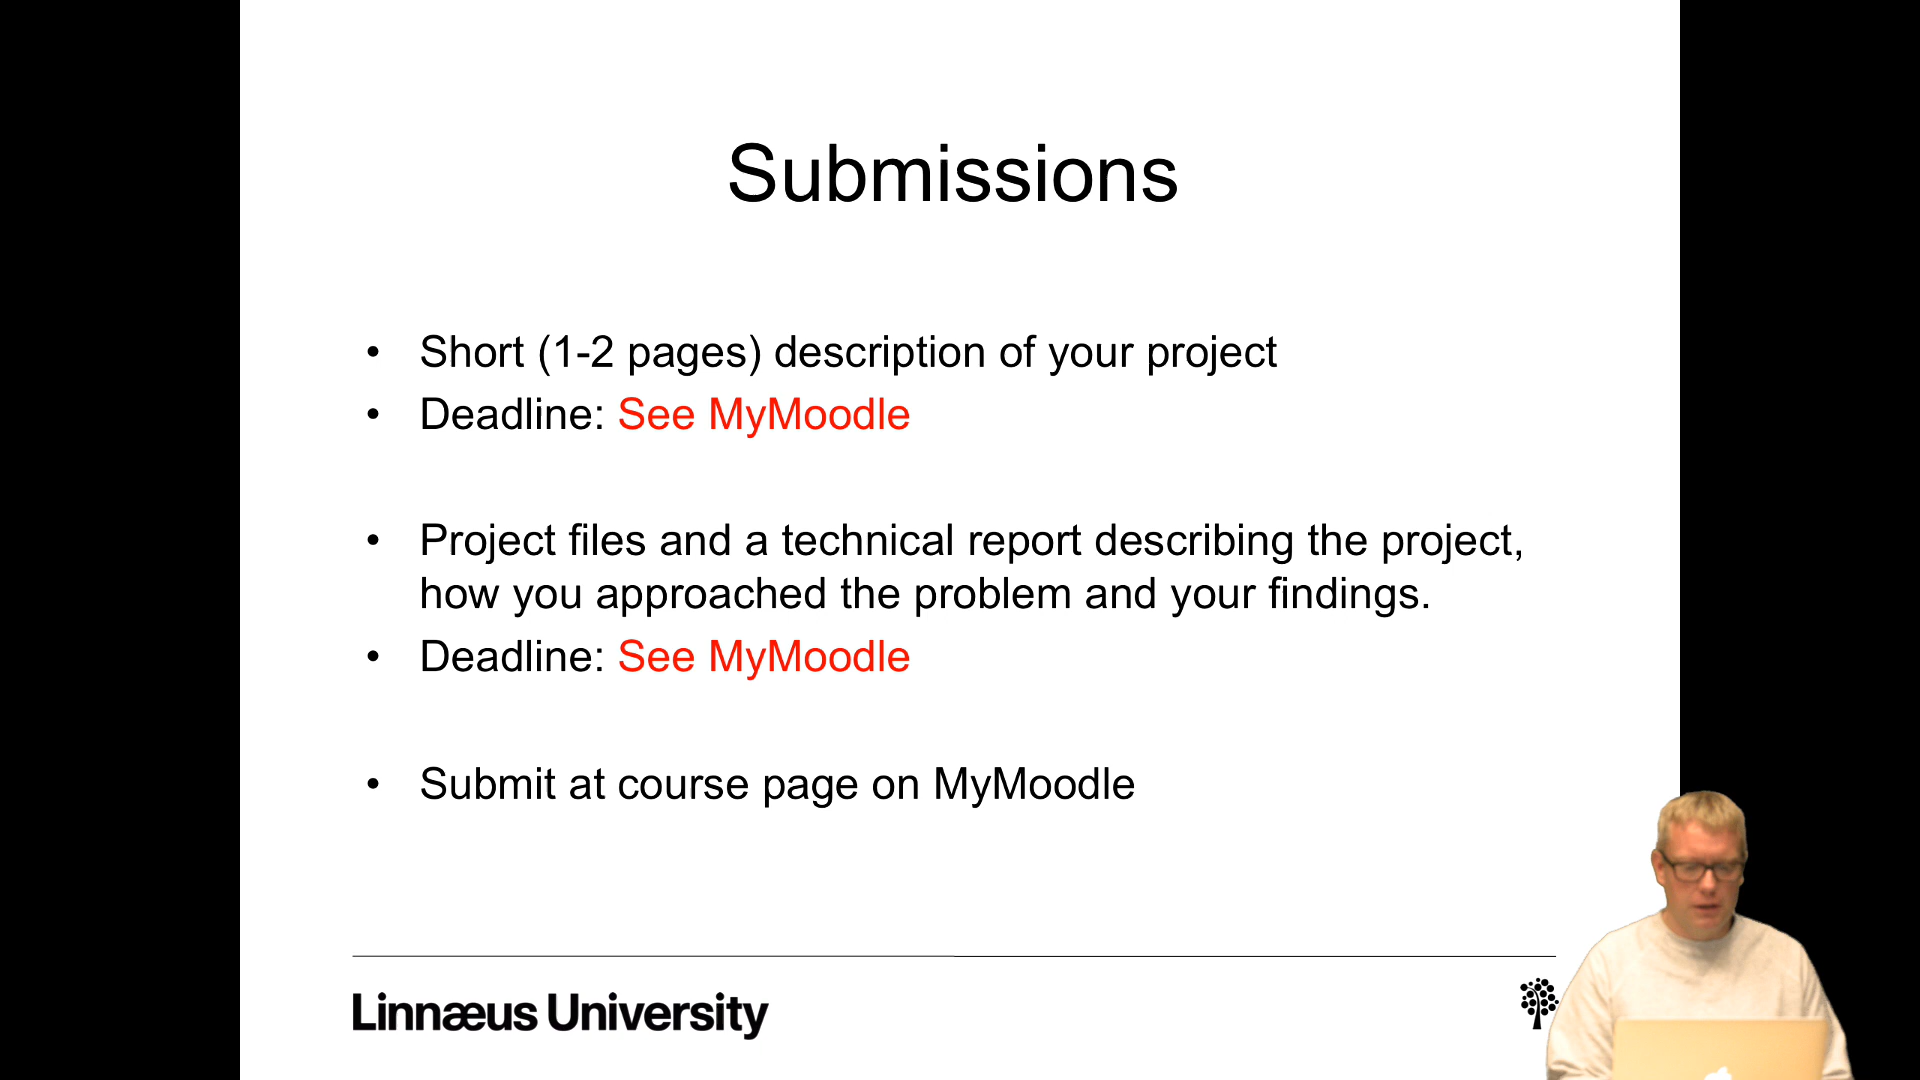 Submissions
• Short (1-2 pages) description of your project
• Deadline: See MyMoodle
• Project files and a technical report describing the project,
how you approached the problem and your findings.
• Deadline: See MyMoodle
• Submit at course page on MyMoodle
Linnæus University